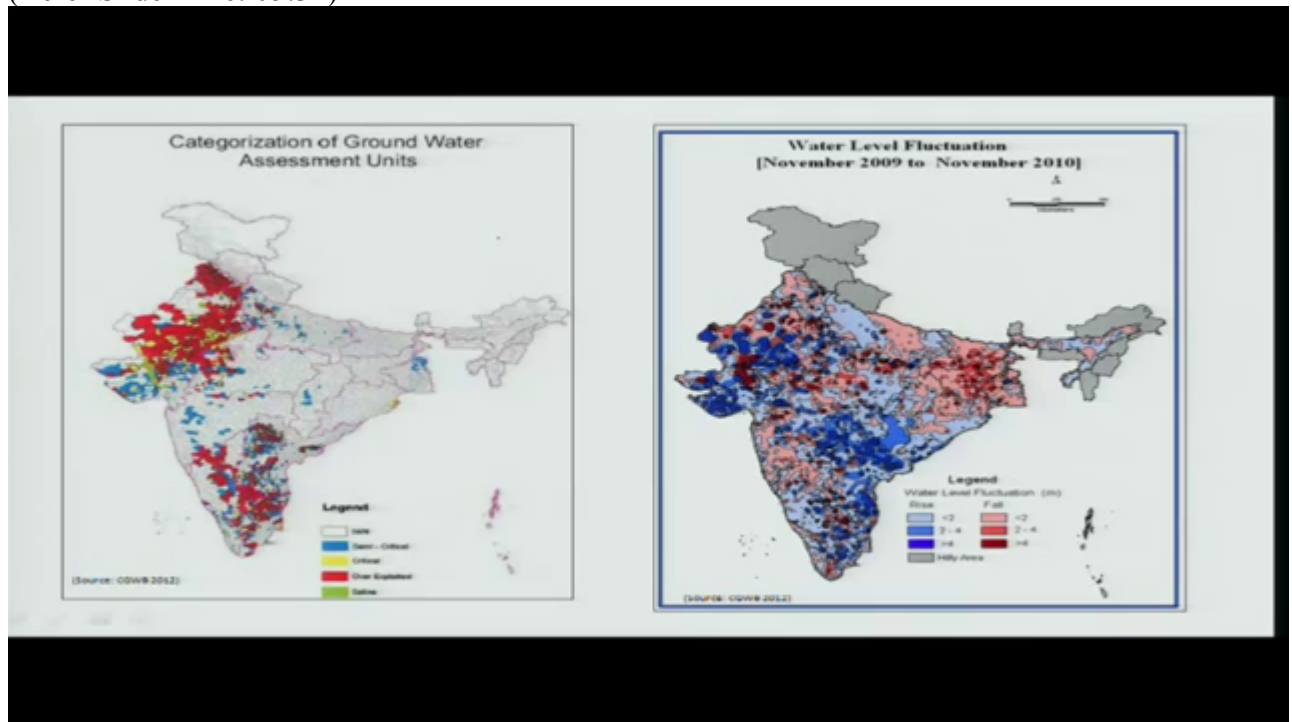 Categorization of Ground Water
Assessment Units
Legend
Safe
Semi - Critical
Critical
Over Exploited
Saline
(Source: CGWB 2012)
Water Level Fluctuation
[November 2009 to November 2010]
Legend
Water Level Fluctuation (m)
Rise Fall
<2 <2
2 - 4 2 - 4
>4 >4
Hilly Area
(Source: CGWB 2012)